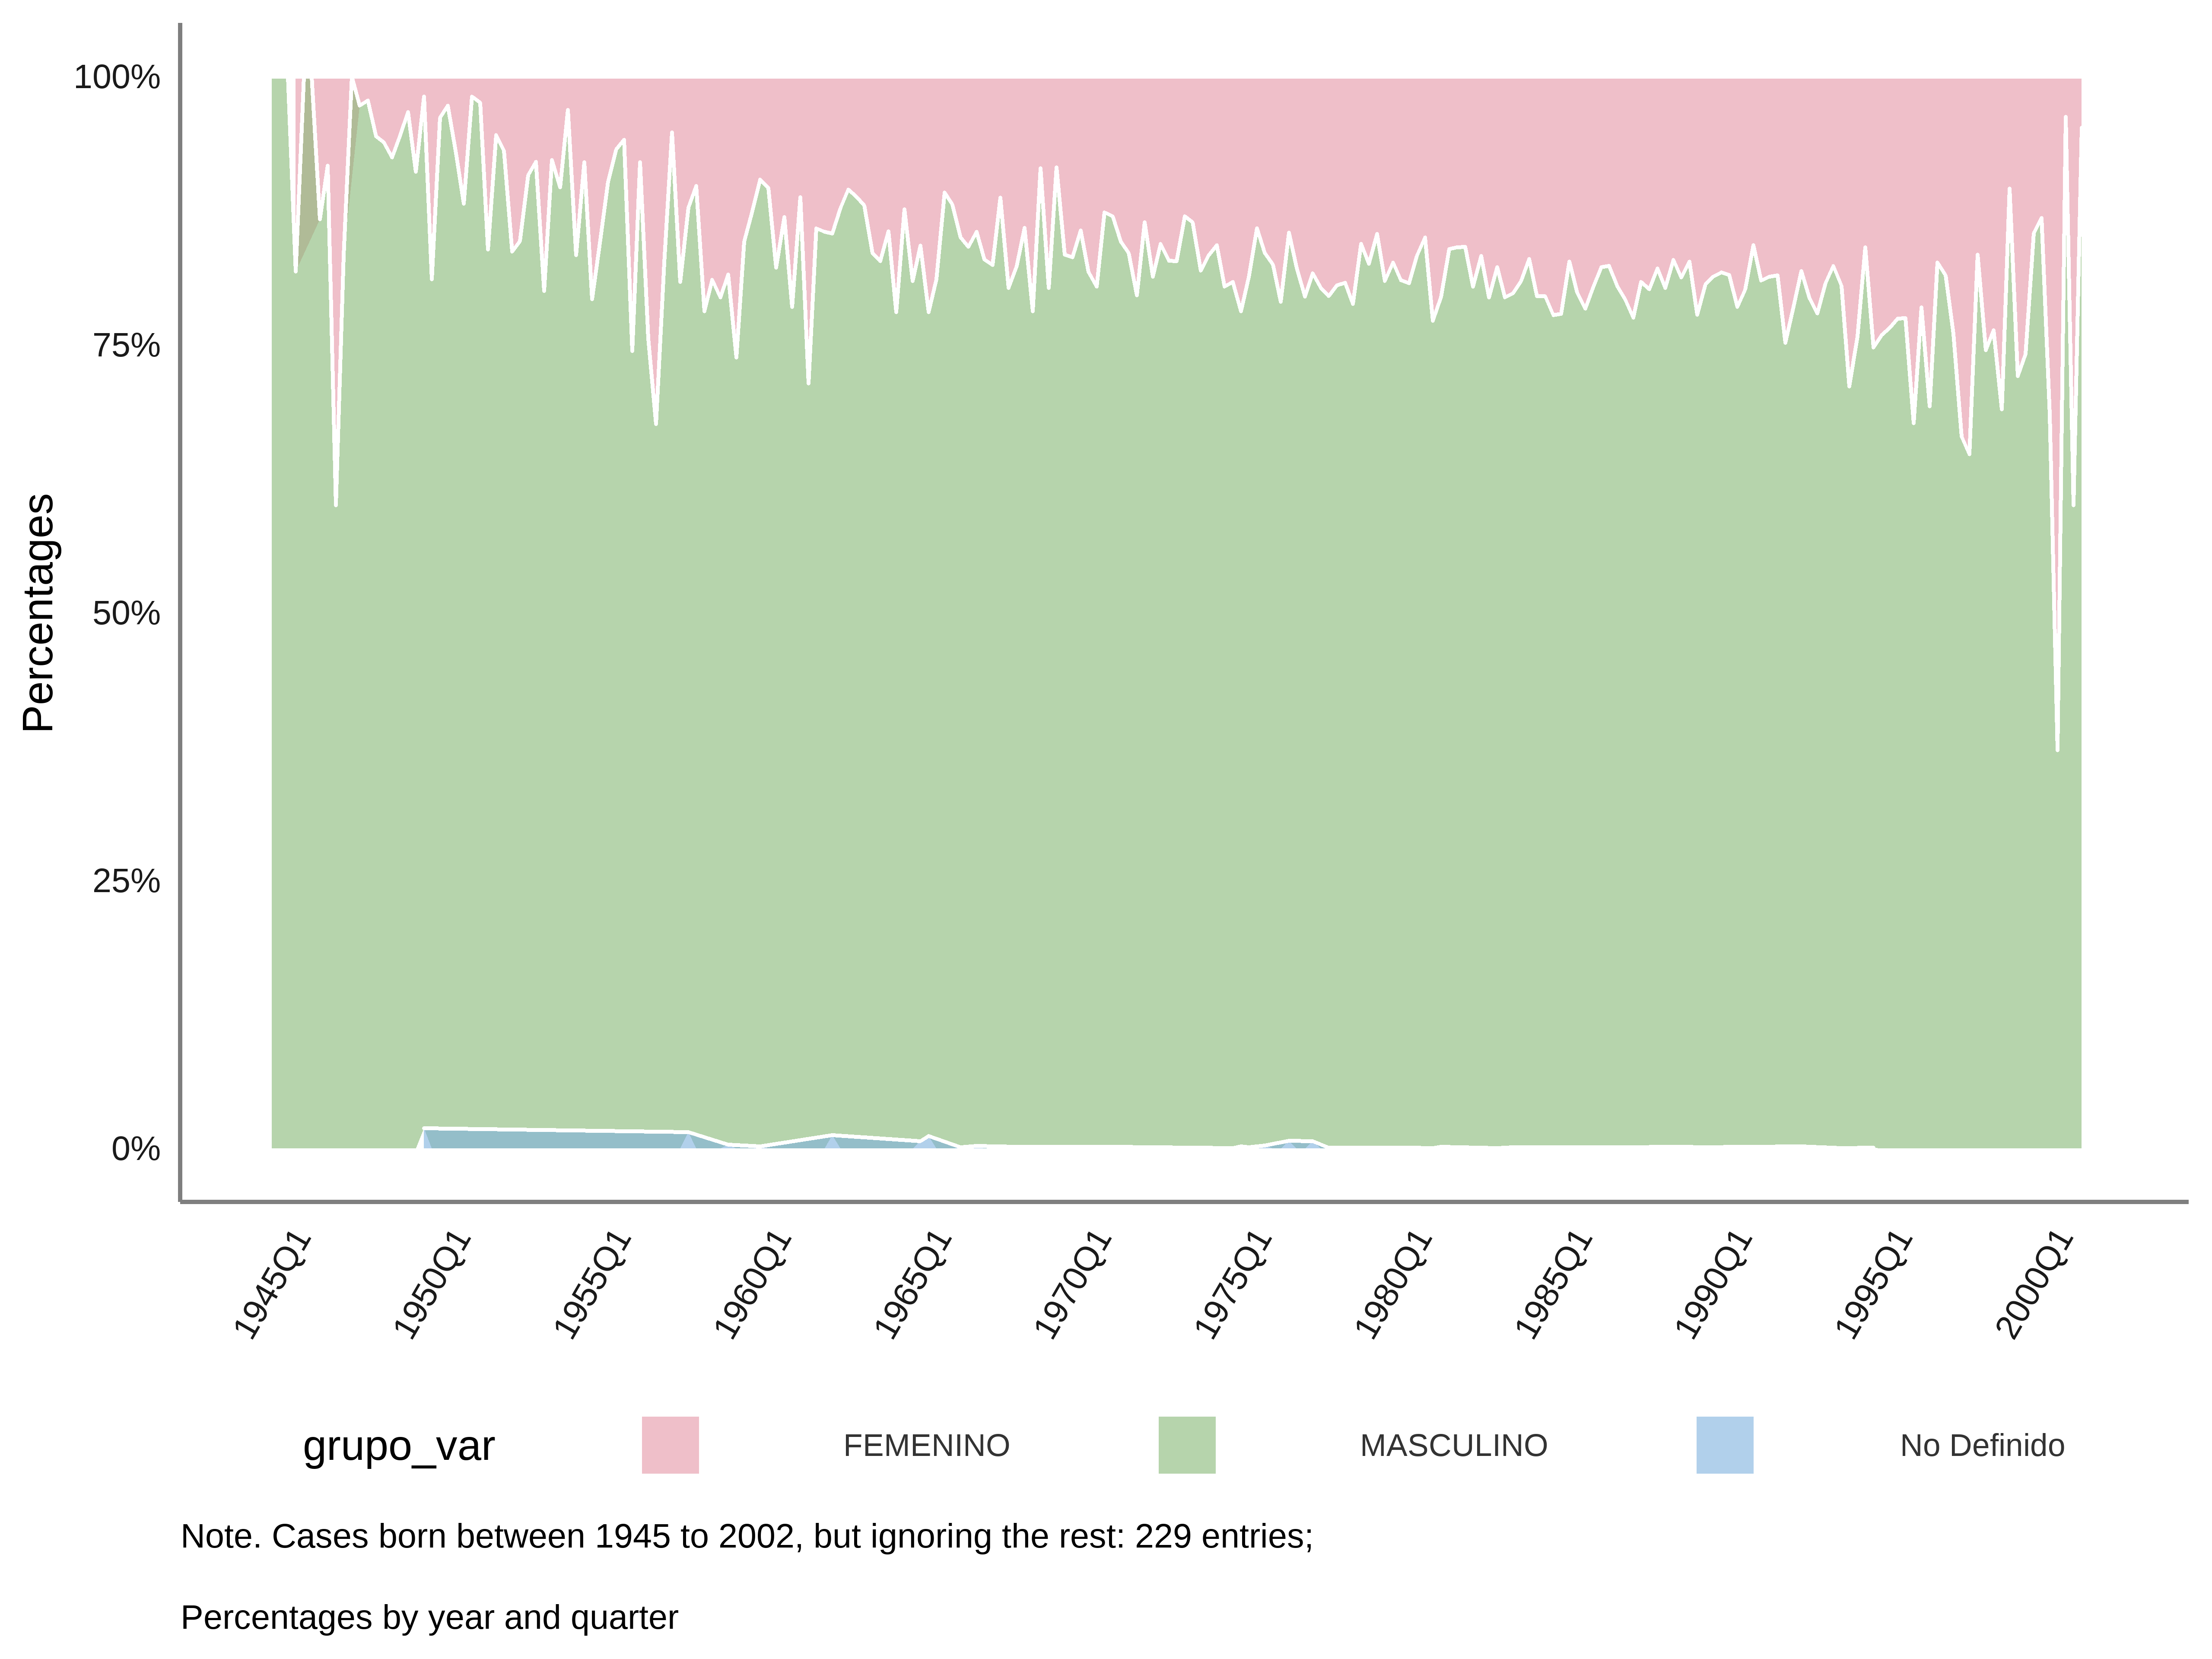 100%
75%
50%
25%
0%
Percentages
1945Q1
1950Q1
1955Q1
1960Q1
1965Q1
1970Q1
1975Q1
1980Q1
1985Q1
1990Q1
1995Q1
2000Q1
grupo_var FEMENINO MASCULINO No Definido
Note. Cases born between 1945 to 2002, but ignoring the rest: 229 entries;
Percentages by year and quarter